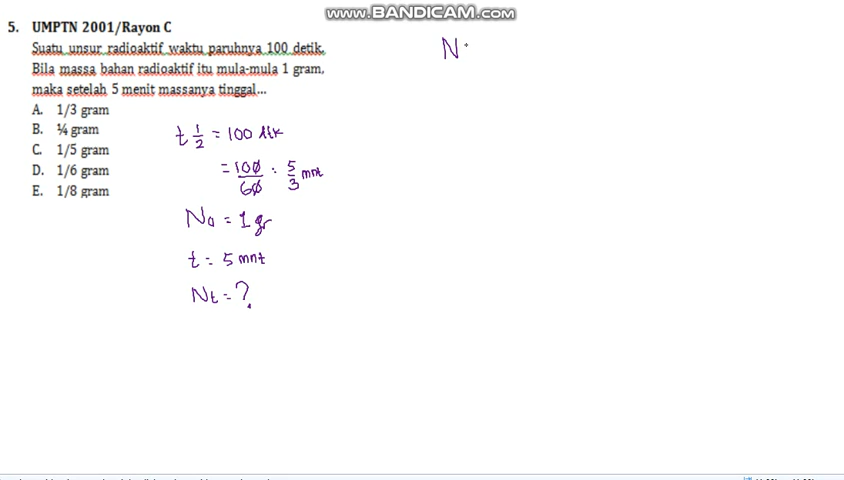 www.BANDICAM.com
5. UMPTN 2001/Rayon C
Suatu unsur radioaktif waktu paruhnya 100 detik.
Bila massa bahan radioaktif itu mula-mula 1 gram,
maka setelah 5 menit massanya tinggal...
A. 1/3 gram
B. ¼ gram
C. 1/5 gram
D. 1/6 gram
E. 1/8 gram
t 1/2 = 100 dtk
= 100/60 = 5/3 mnt
N0 = 1 gr
t = 5 mnt
Nt = ?
N